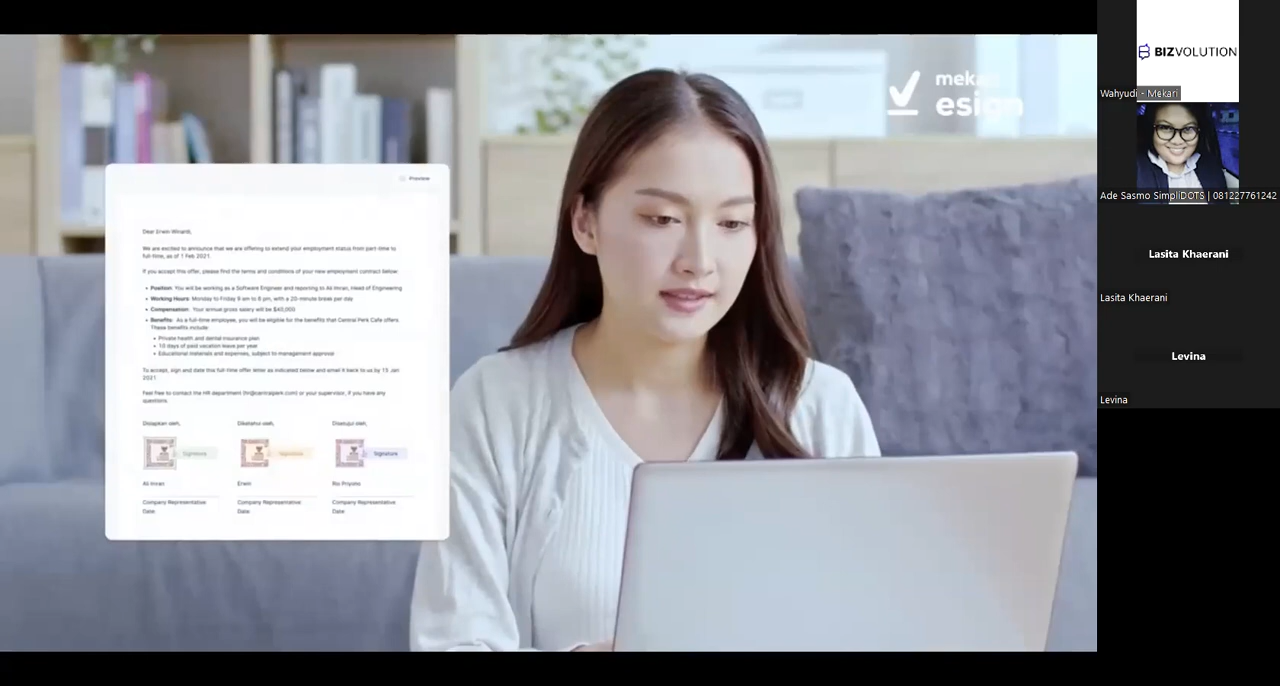 mekari
esign
Preview
Dear Erwin Winardi,
We are excited to announce that we are offering to extend your employment status from part-time to
full-time, as of 1 Feb 2021.
If you accept this offer, please find the terms and conditions of your new employment contract below:
• Position: You will be working as a Software Engineer and reporting to Ali Imran, Head of Engineering
• Working Hours: Monday to Friday 9 am to 6 pm, with a 20-minute break per day
• Compensation: Your annual gross salary will be $40,000
• Benefits: As a full-time employee, you will be eligible for the benefits that Central Park Cafe offers.
These benefits include:
• Private health and dental insurance plan
• 10 days of paid vacation leave per year
• Educational materials and expenses, subject to management approval
To accept, sign and date this full-time offer letter as indicated below and email it back to us by 15 Jan
2021.
Feel free to contact the HR department (hr@centralpark.com) or your supervisor, if you have any
questions.
Disiapkan oleh, Diketahui oleh, Disetujui oleh,
Signature Signature Signature
Ali Imran Erwin Rio Priyoto
Company Representative Company Representative Company Representative
Date: Date: Date:
BIZVOLUTION
Wahyudi - Mekari
Ade Sasmo SimpliDOTS | 081227761242
Lasita Khaerani
Lasita Khaerani
Levina
Levina